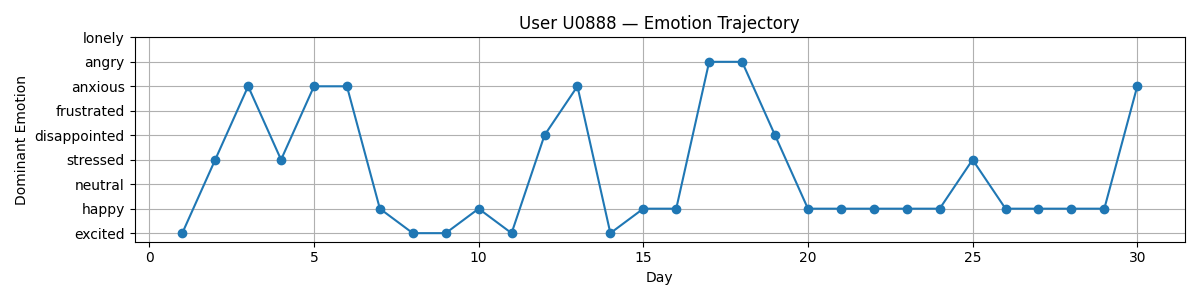 User U0888 — Emotion Trajectory
Dominant Emotion
lonely
angry
anxious
frustrated
disappointed
stressed
neutral
happy
excited
0 5 10 15 20 25 30
Day